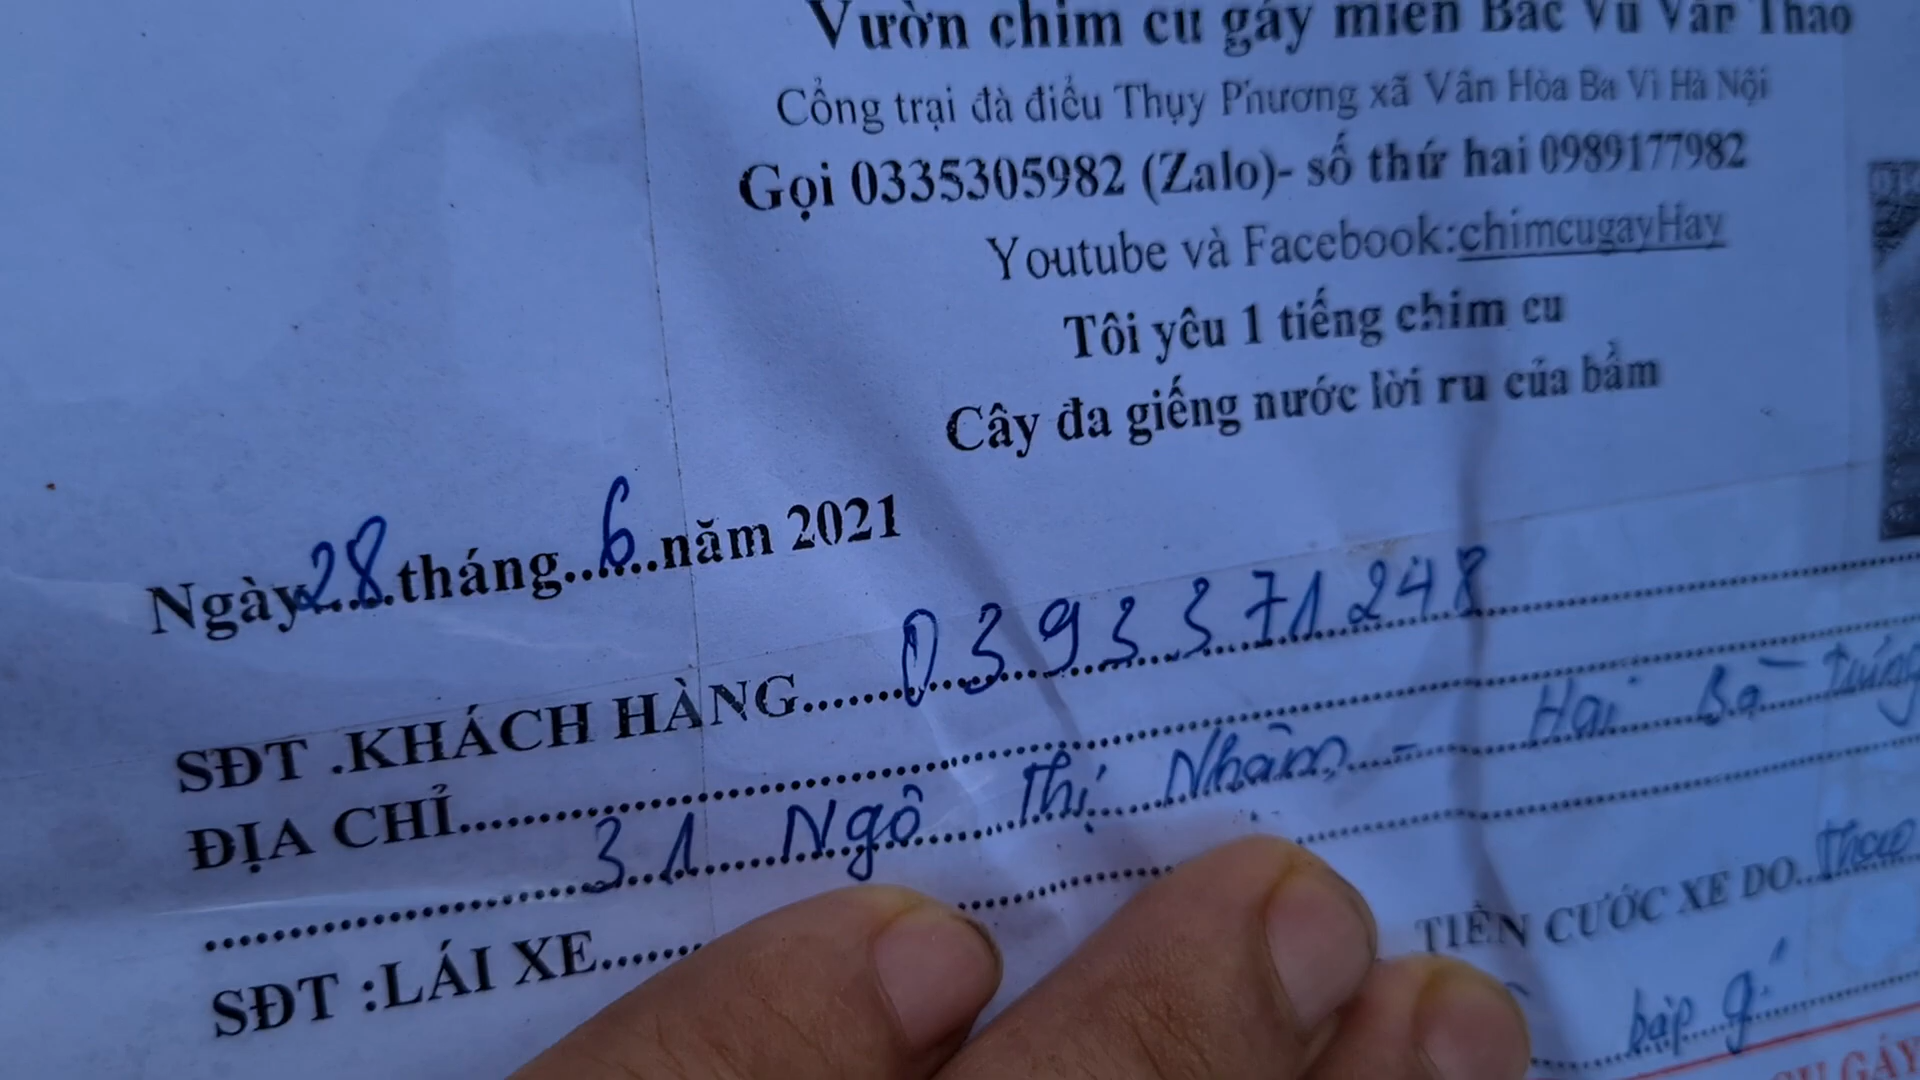 Vườn chim cu gáy miền Bắc Vũ Văn Thao
Cổng trại đà điểu Thụy Phương xã Vân Hòa Ba Vì Hà Nội
Gọi 0335305982 (Zalo)- số thứ hai 0989177982
Youtube và Facebook:chimcugayHay
Tôi yêu 1 tiếng chim cu
Cây đa giếng nước lời ru của bầm
Ngày 28 tháng 6 năm 2021
SĐT .KHÁCH HÀNG 0393371248
ĐỊA CHỈ
31 Ngô Thị Nhậm - Hai Bà Trưng
SĐT :LÁI XE
TIỀN CƯỚC XE DO Thao
CU GÁY